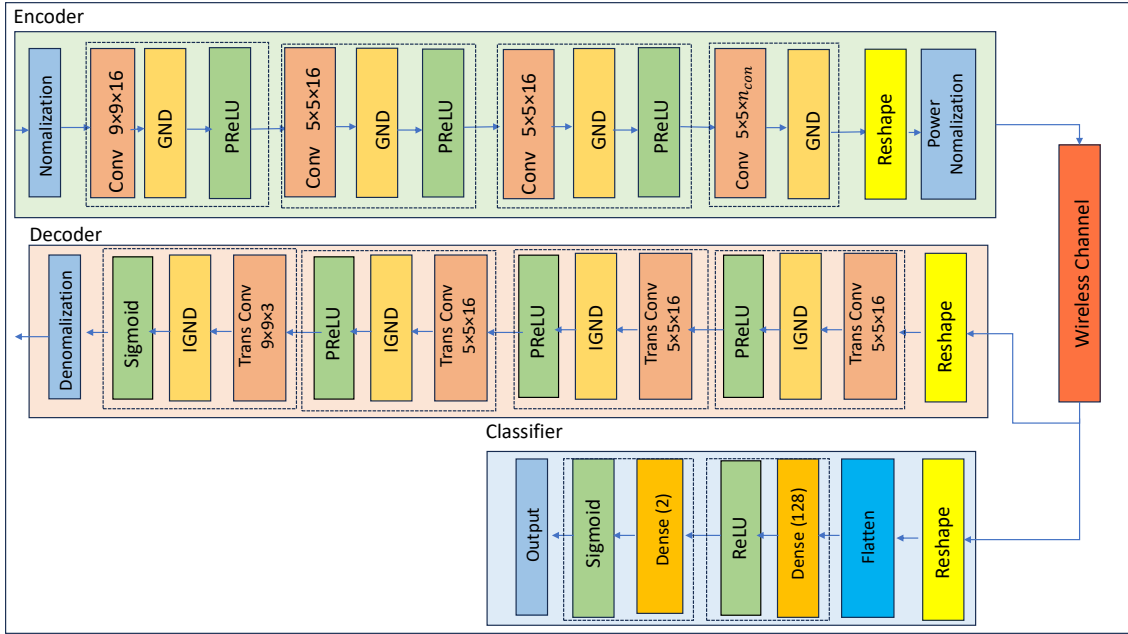 Encoder
Nomalization
Conv 9×9×16
GND
PReLU
Conv 5×5×16
GND
PReLU
Conv 5×5×16
GND
PReLU
Conv 5×5×n_con
GND
Reshape
Power
Nomalization
Wireless Channel
Decoder
Denomalization
Sigmoid
IGND
Trans Conv
9×9×3
PReLU
IGND
Trans Conv
5×5×16
PReLU
IGND
Trans Conv
5×5×16
PReLU
IGND
Trans Conv
5×5×16
Reshape
Classifier
Output
Sigmoid
Dense (2)
ReLU
Dense (128)
Flatten
Reshape